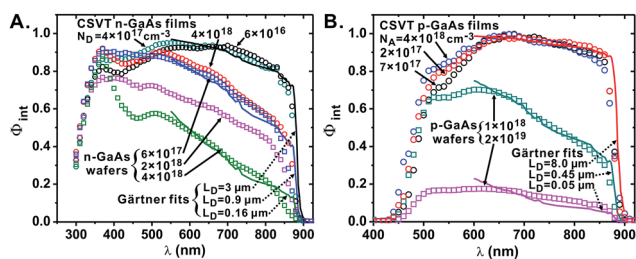 A.
CSVT n-GaAs films
N_D=4×10^17 cm^-3
4×10^18
6×10^16
n-GaAs wafers
6×10^17
2×10^18
4×10^18
Gärtner fits
L_D=3 µm
L_D=0.9 µm
L_D=0.16 µm
Φ_int
1.0
0.8
0.6
0.4
0.2
0.0
300 400 500 600 700 800 900
λ (nm)
B.
CSVT p-GaAs films
N_A=4×10^18 cm^-3
2×10^17
7×10^17
p-GaAs wafers
1×10^18
2×10^19
Gärtner fits
L_D=8.0 µm
L_D=0.45 µm
L_D=0.05 µm
Φ_int
1.0
0.8
0.6
0.4
0.2
0.0
400 500 600 700 800 900
λ (nm)